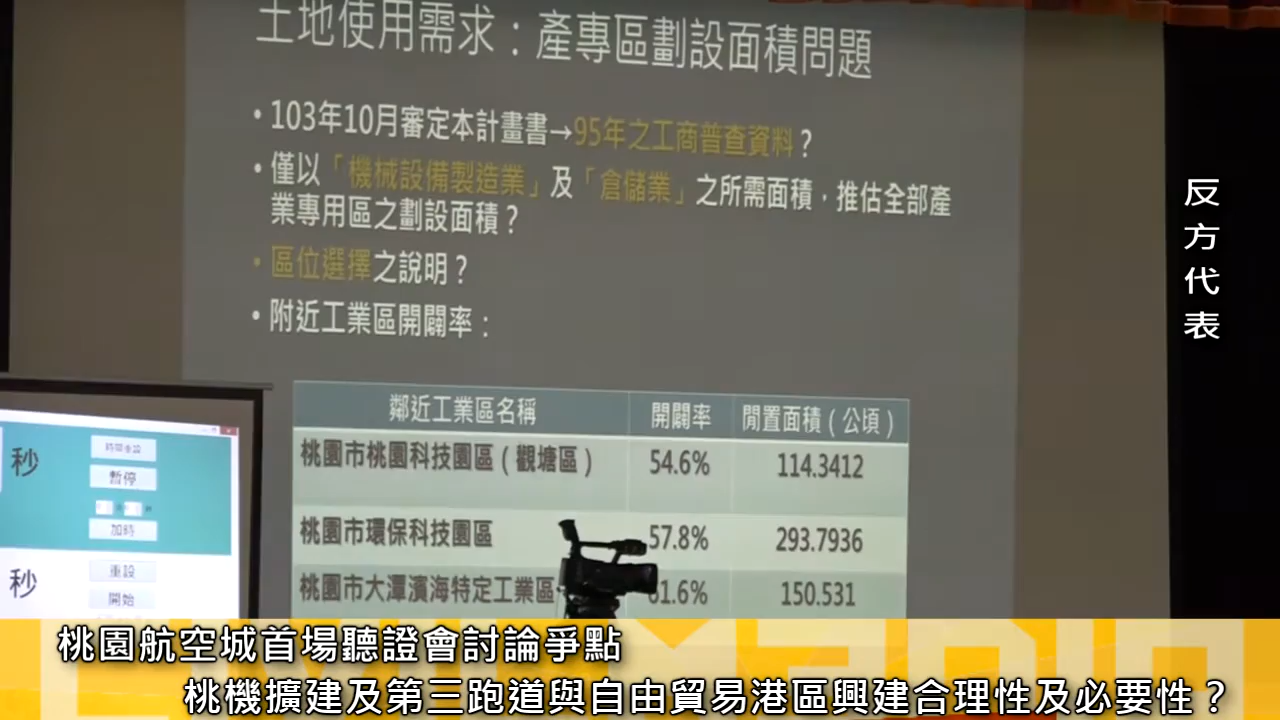 土地使用需求：產專區劃設面積問題
•103年10月審定本計畫書→95年之工商普查資料？
•僅以「機械設備製造業」及「倉儲業」之所需面積，推估全部產
業專用區之劃設面積？
•區位選擇之說明？
•附近工業區開闢率：
鄰近工業區名稱 開闢率 閒置面積（公頃）
桃園市桃園科技園區（觀塘區） 54.6% 114.3412
桃園市環保科技園區 57.8% 293.7936
桃園市大潭濱海特定工業區 1.6% 150.531
反方代表
秒
暫停
加時
秒
重設
開始
桃園航空城首場聽證會討論爭點
桃機擴建及第三跑道與自由貿易港區興建合理性及必要性？